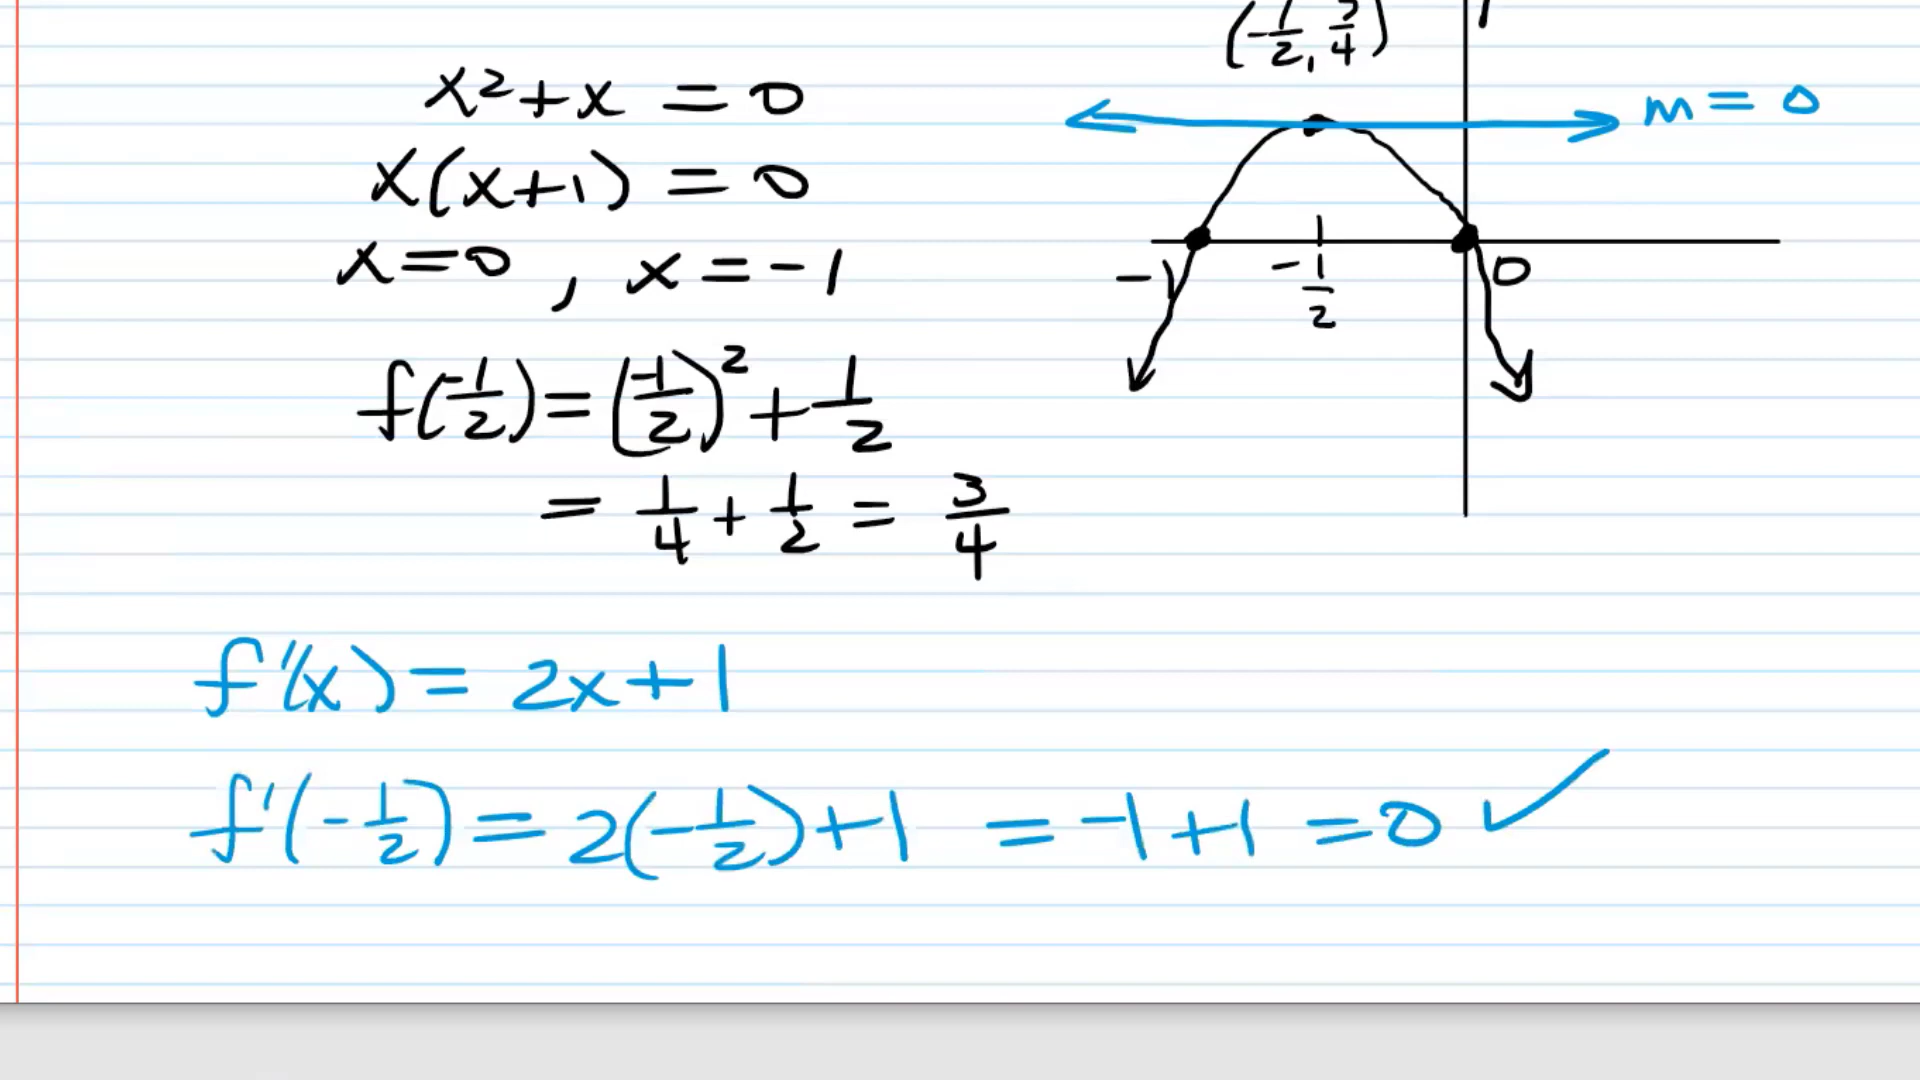 x² + x = 0
x(x+1) = 0
x=0 , x = -1
f(-1/2) = (-1/2)² + 1/2
= 1/4 + 1/2 = 3/4
(-1/2, 3/4)
m = 0
-1
-1/2
0
f'(x) = 2x+1
f'(-1/2) = 2(-1/2)+1 = -1+1 = 0 ✓